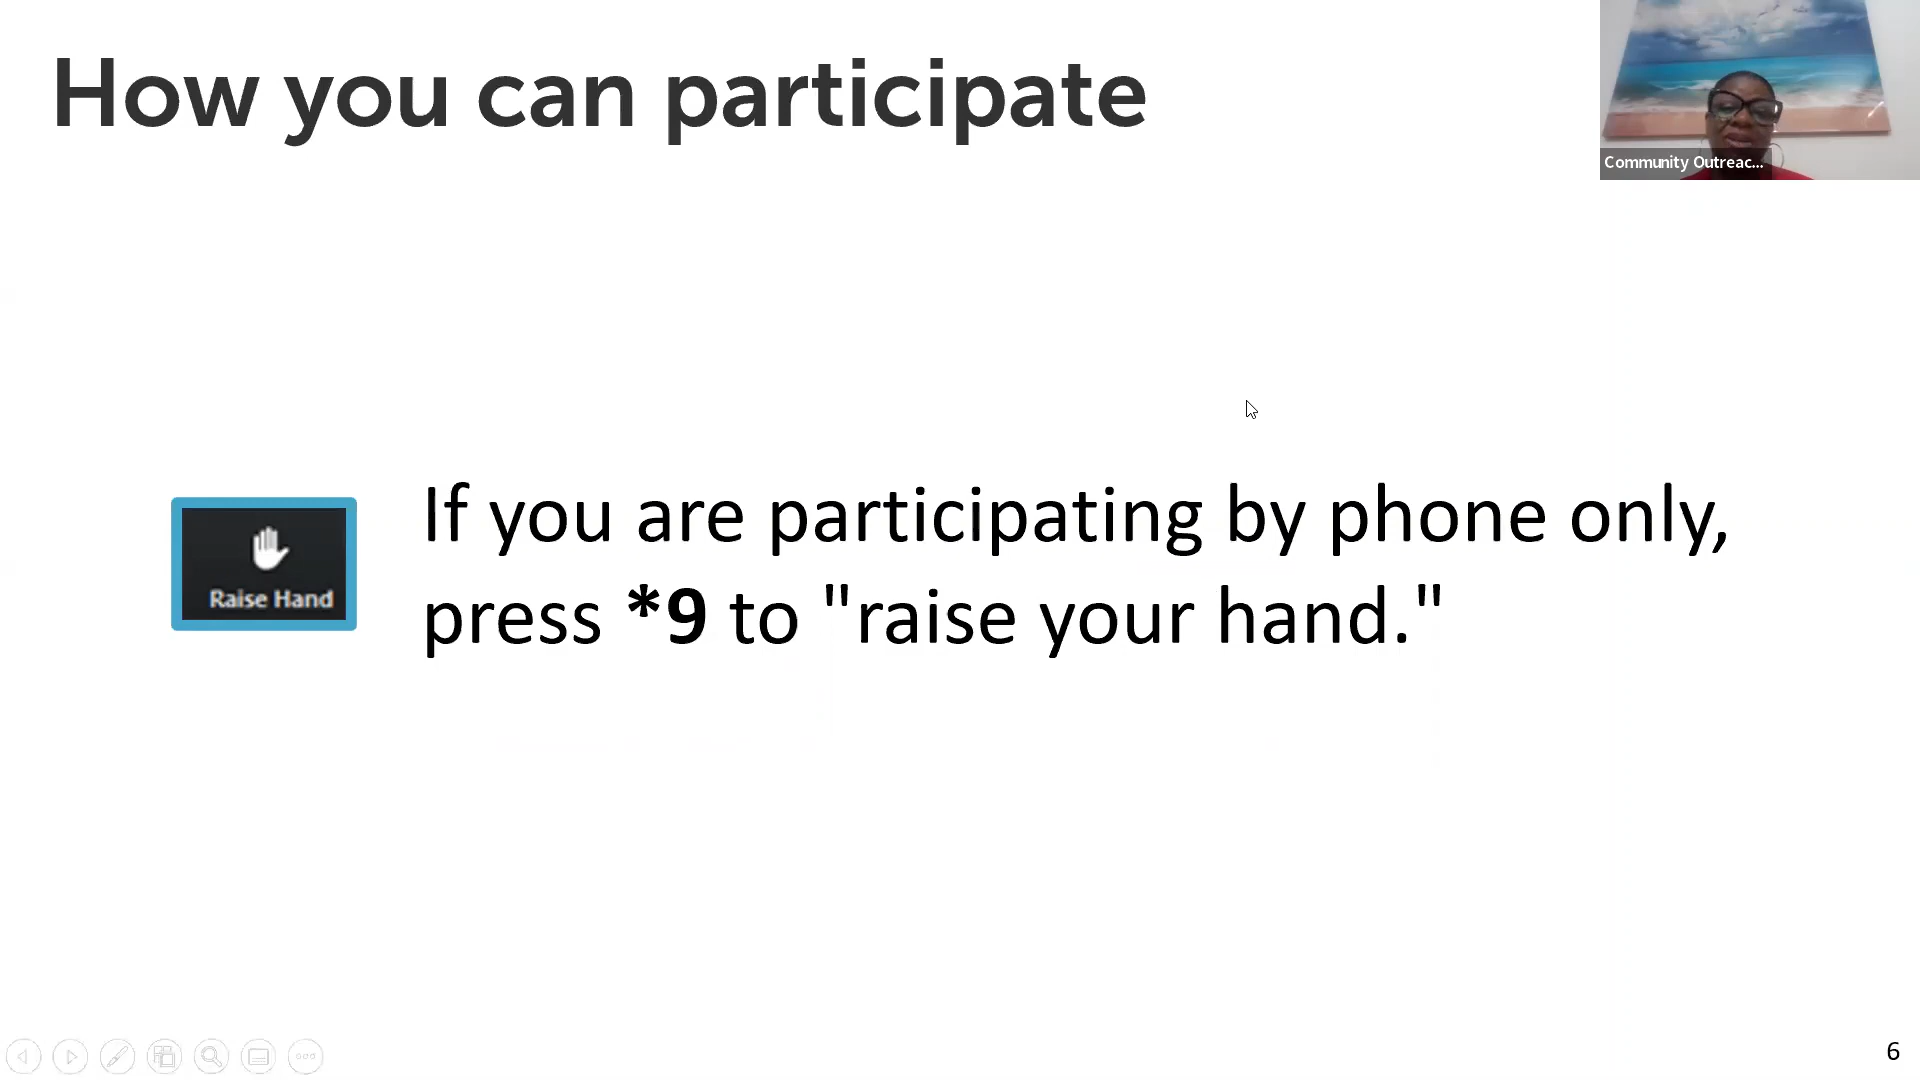 How you can participate
Community Outreac...
If you are participating by phone only,
Raise Hand
press *9 to "raise your hand."
6